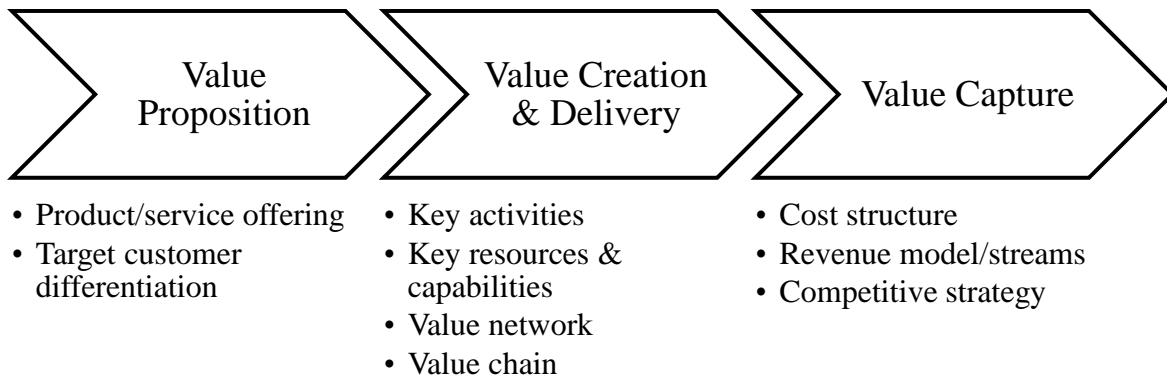 Value
Proposition
• Product/service offering
• Target customer
differentiation
Value Creation
& Delivery
• Key activities
• Key resources &
capabilities
• Value network
• Value chain
Value Capture
• Cost structure
• Revenue model/streams
• Competitive strategy